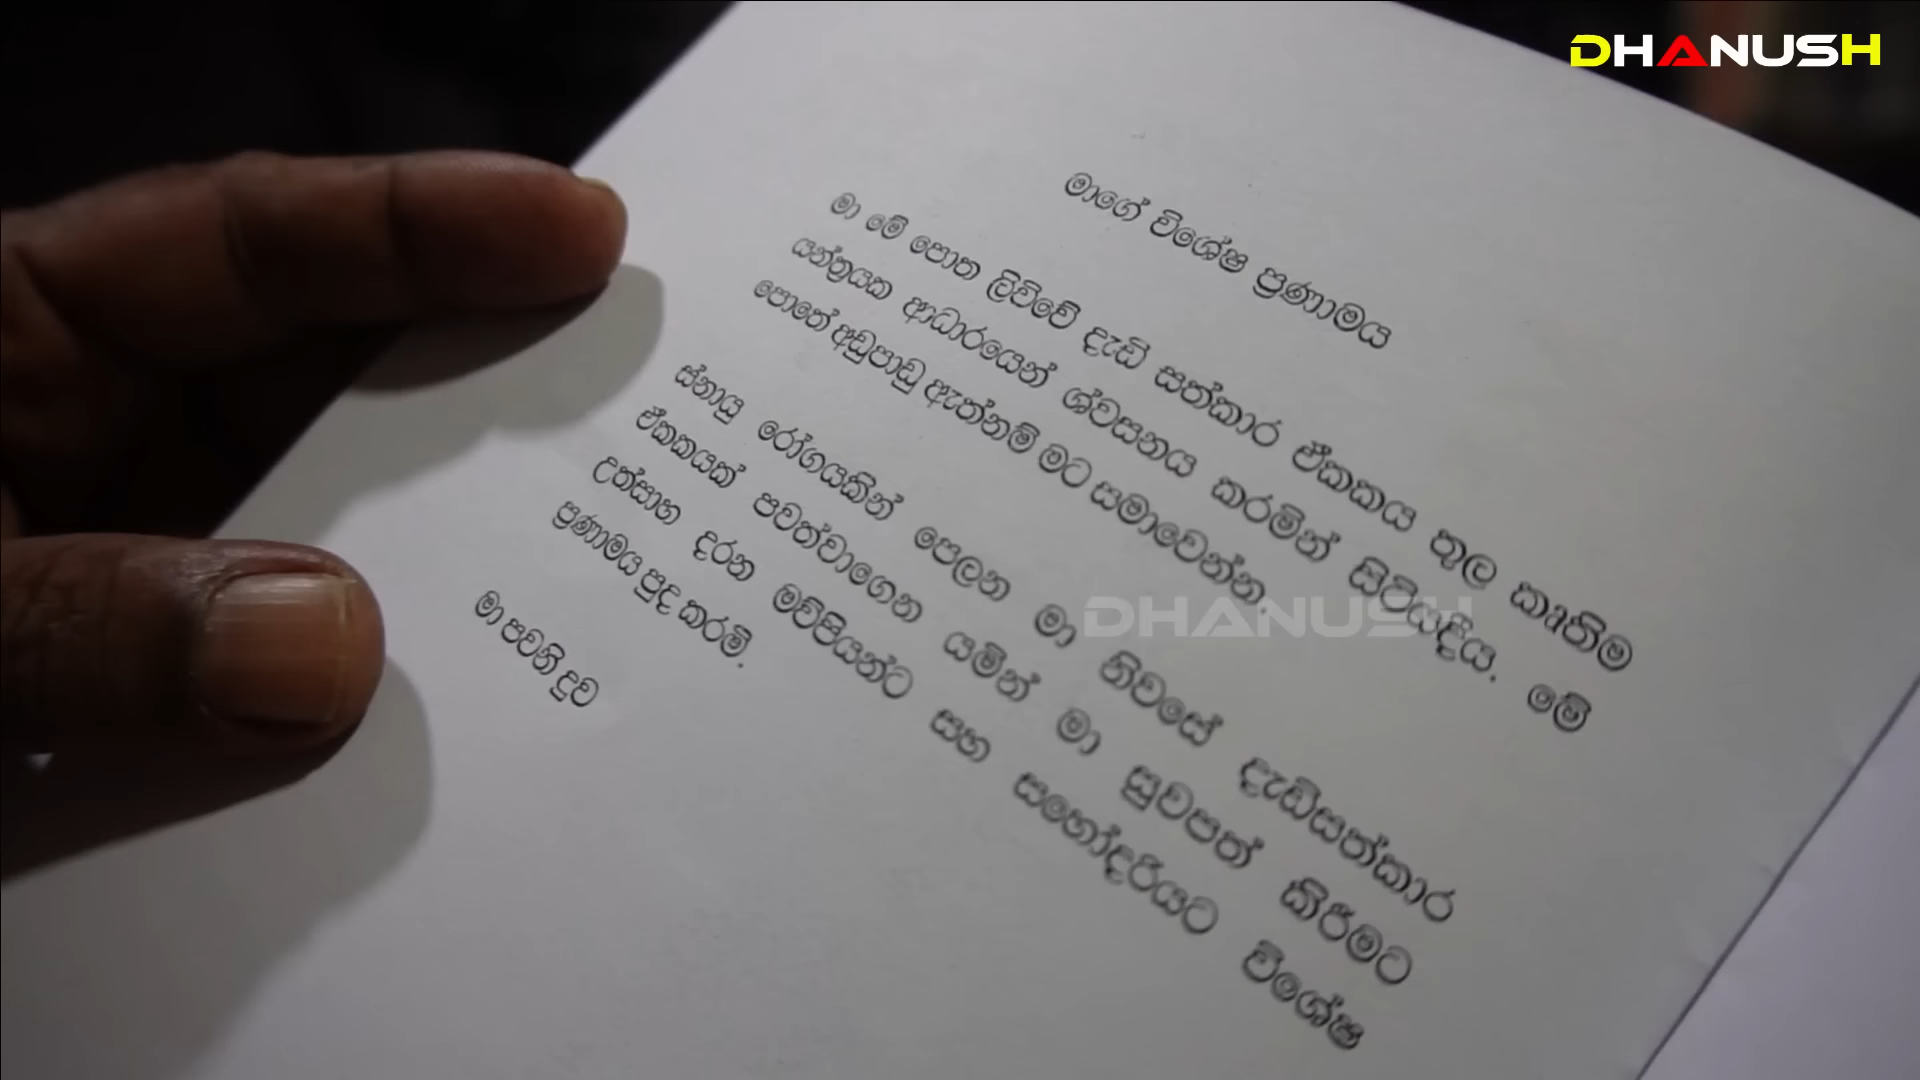 DHANUSH
මාගේ විශේෂ ප්‍රණාමය
මා මේ පොත ලිව්වේ දැඩි සත්කාර ඒකකය තුල කෘතිම
යන්ත්‍රයක ආධාරයෙන් ශ්වසනය කරමින් සිටියදීය. මේ
පොතේ අඩුපාඩු ඇත්නම් මට සමාවෙන්න.
ස්නායු රෝගයකින් පෙලන මා නිවසේ දැඩිසත්කාර
ඒකකයක් පවත්වාගෙන යමින් මා සුවපත් කිරීමට
උත්සාහ දරන මව්පියන්ට සහ සහෝදරියට විශේෂ
ප්‍රණාමය පුද කරමි.
මා පවනි දුව
DHANUSH